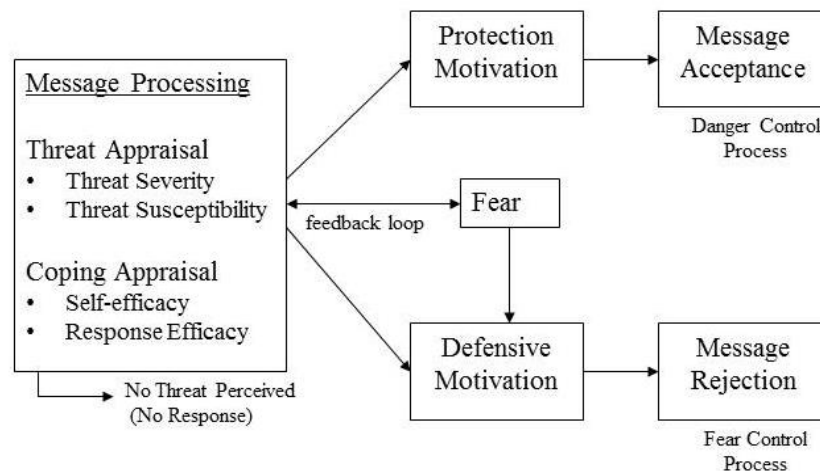 Message Processing
Threat Appraisal
• Threat Severity
• Threat Susceptibility
Coping Appraisal
• Self-efficacy
• Response Efficacy
No Threat Perceived
(No Response)
Protection
Motivation
Message
Acceptance
Danger Control
Process
feedback loop
Fear
Defensive
Motivation
Message
Rejection
Fear Control
Process